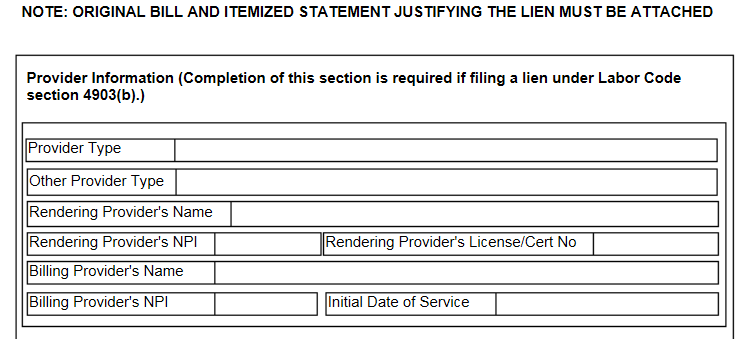 NOTE: ORIGINAL BILL AND ITEMIZED STATEMENT JUSTIFYING THE LIEN MUST BE ATTACHED
Provider Information (Completion of this section is required if filing a lien under Labor Code
section 4903(b).)
Provider Type
Other Provider Type
Rendering Provider's Name
Rendering Provider's NPI Rendering Provider's License/Cert No
Billing Provider's Name
Billing Provider's NPI Initial Date of Service